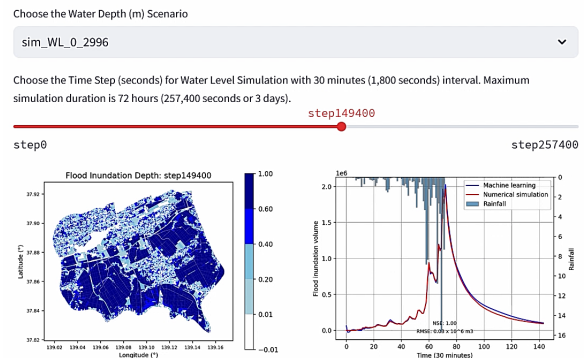 Choose the Water Depth (m) Scenario
sim_WL_0_2996
Choose the Time Step (seconds) for Water Level Simulation with 30 minutes (1,800 seconds) interval. Maximum
simulation duration is 72 hours (257,400 seconds or 3 days).
step149400
step0
step257400
Flood Inundation Depth: step149400
Latitude (°)
37.92
37.90
37.88
37.86
37.84
37.82
139.02 139.04 139.06 139.08 139.10 139.12 139.14 139.16
Longitude (°)
1.00
0.60
0.40
0.20
0.01
−0.01
1e6
Flood inundation volume
2.0
1.5
1.0
0.5
0.0
Machine learning
Numerical simulation
Rainfall
NSE: 1.00
RMSE: 0.03 x 10^6 m3
0
2
4
6
8
10
12
14
16
Rainfall
0 20 40 60 80 100 120 140
Time (30 minutes)